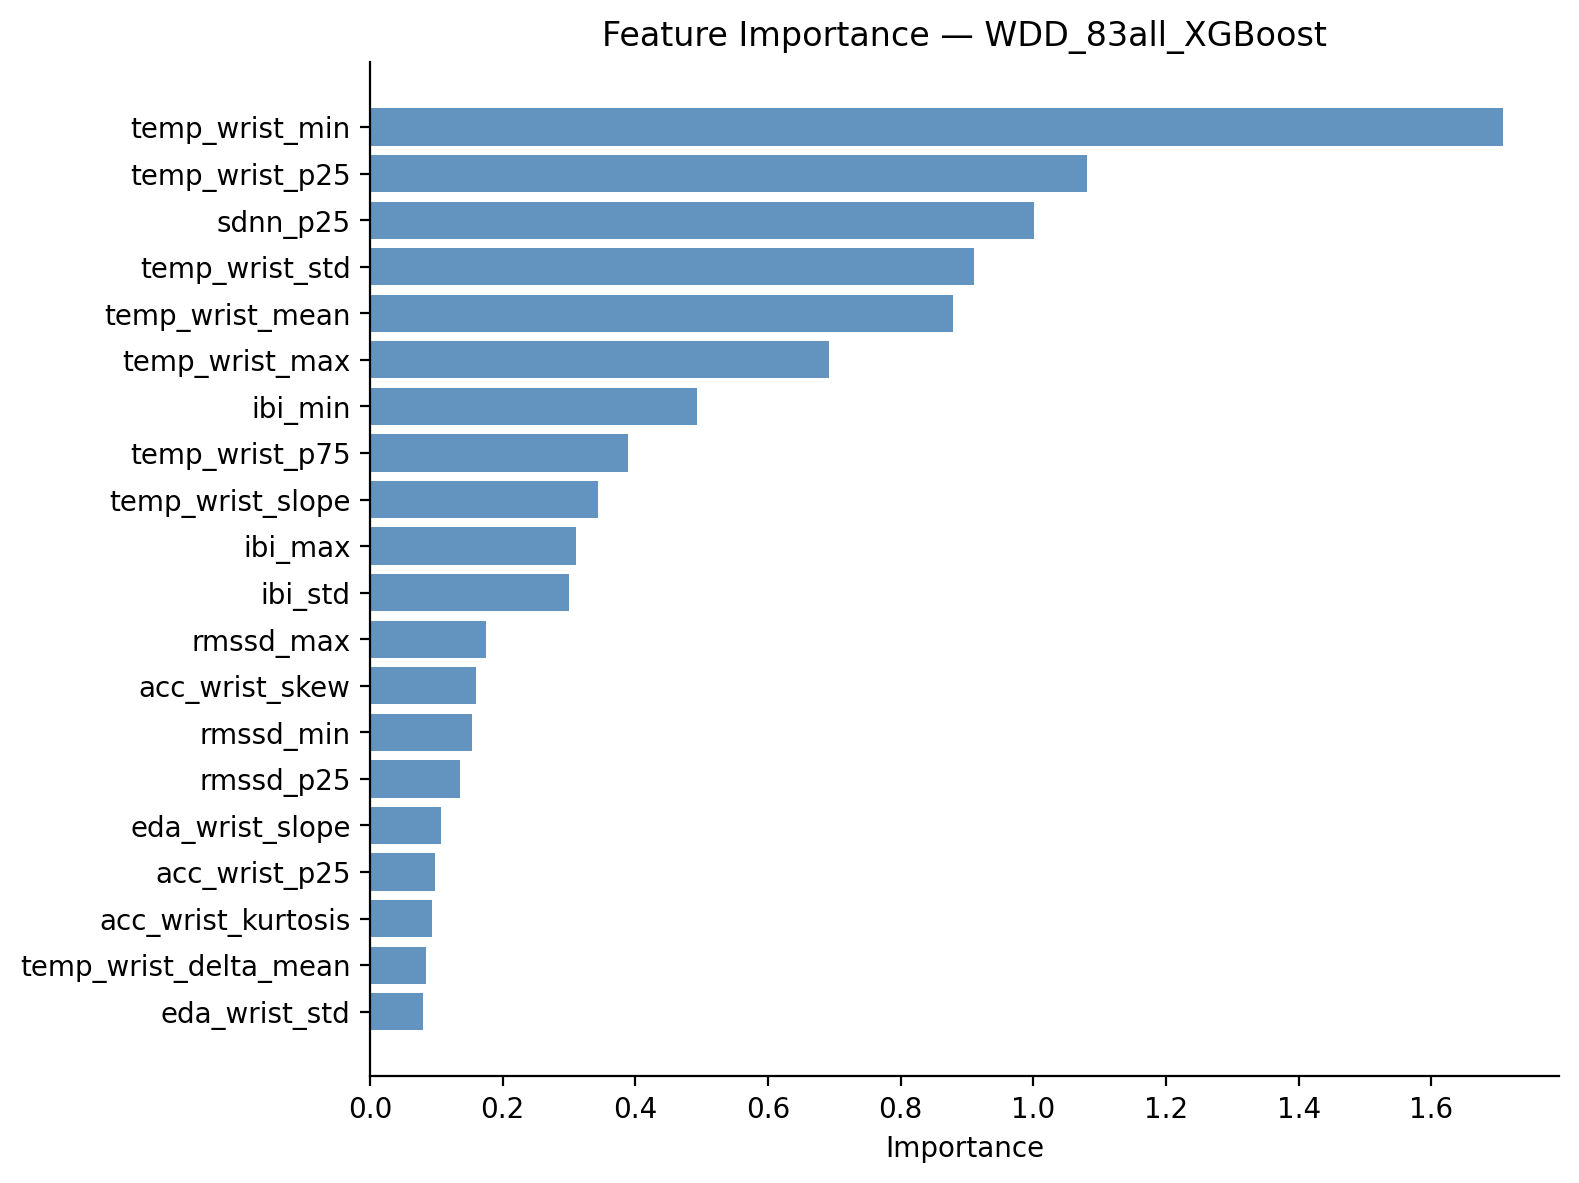 Feature Importance — WDD_83all_XGBoost
temp_wrist_min
temp_wrist_p25
sdnn_p25
temp_wrist_std
temp_wrist_mean
temp_wrist_max
ibi_min
temp_wrist_p75
temp_wrist_slope
ibi_max
ibi_std
rmssd_max
acc_wrist_skew
rmssd_min
rmssd_p25
eda_wrist_slope
acc_wrist_p25
acc_wrist_kurtosis
temp_wrist_delta_mean
eda_wrist_std
0.0 0.2 0.4 0.6 0.8 1.0 1.2 1.4 1.6
Importance